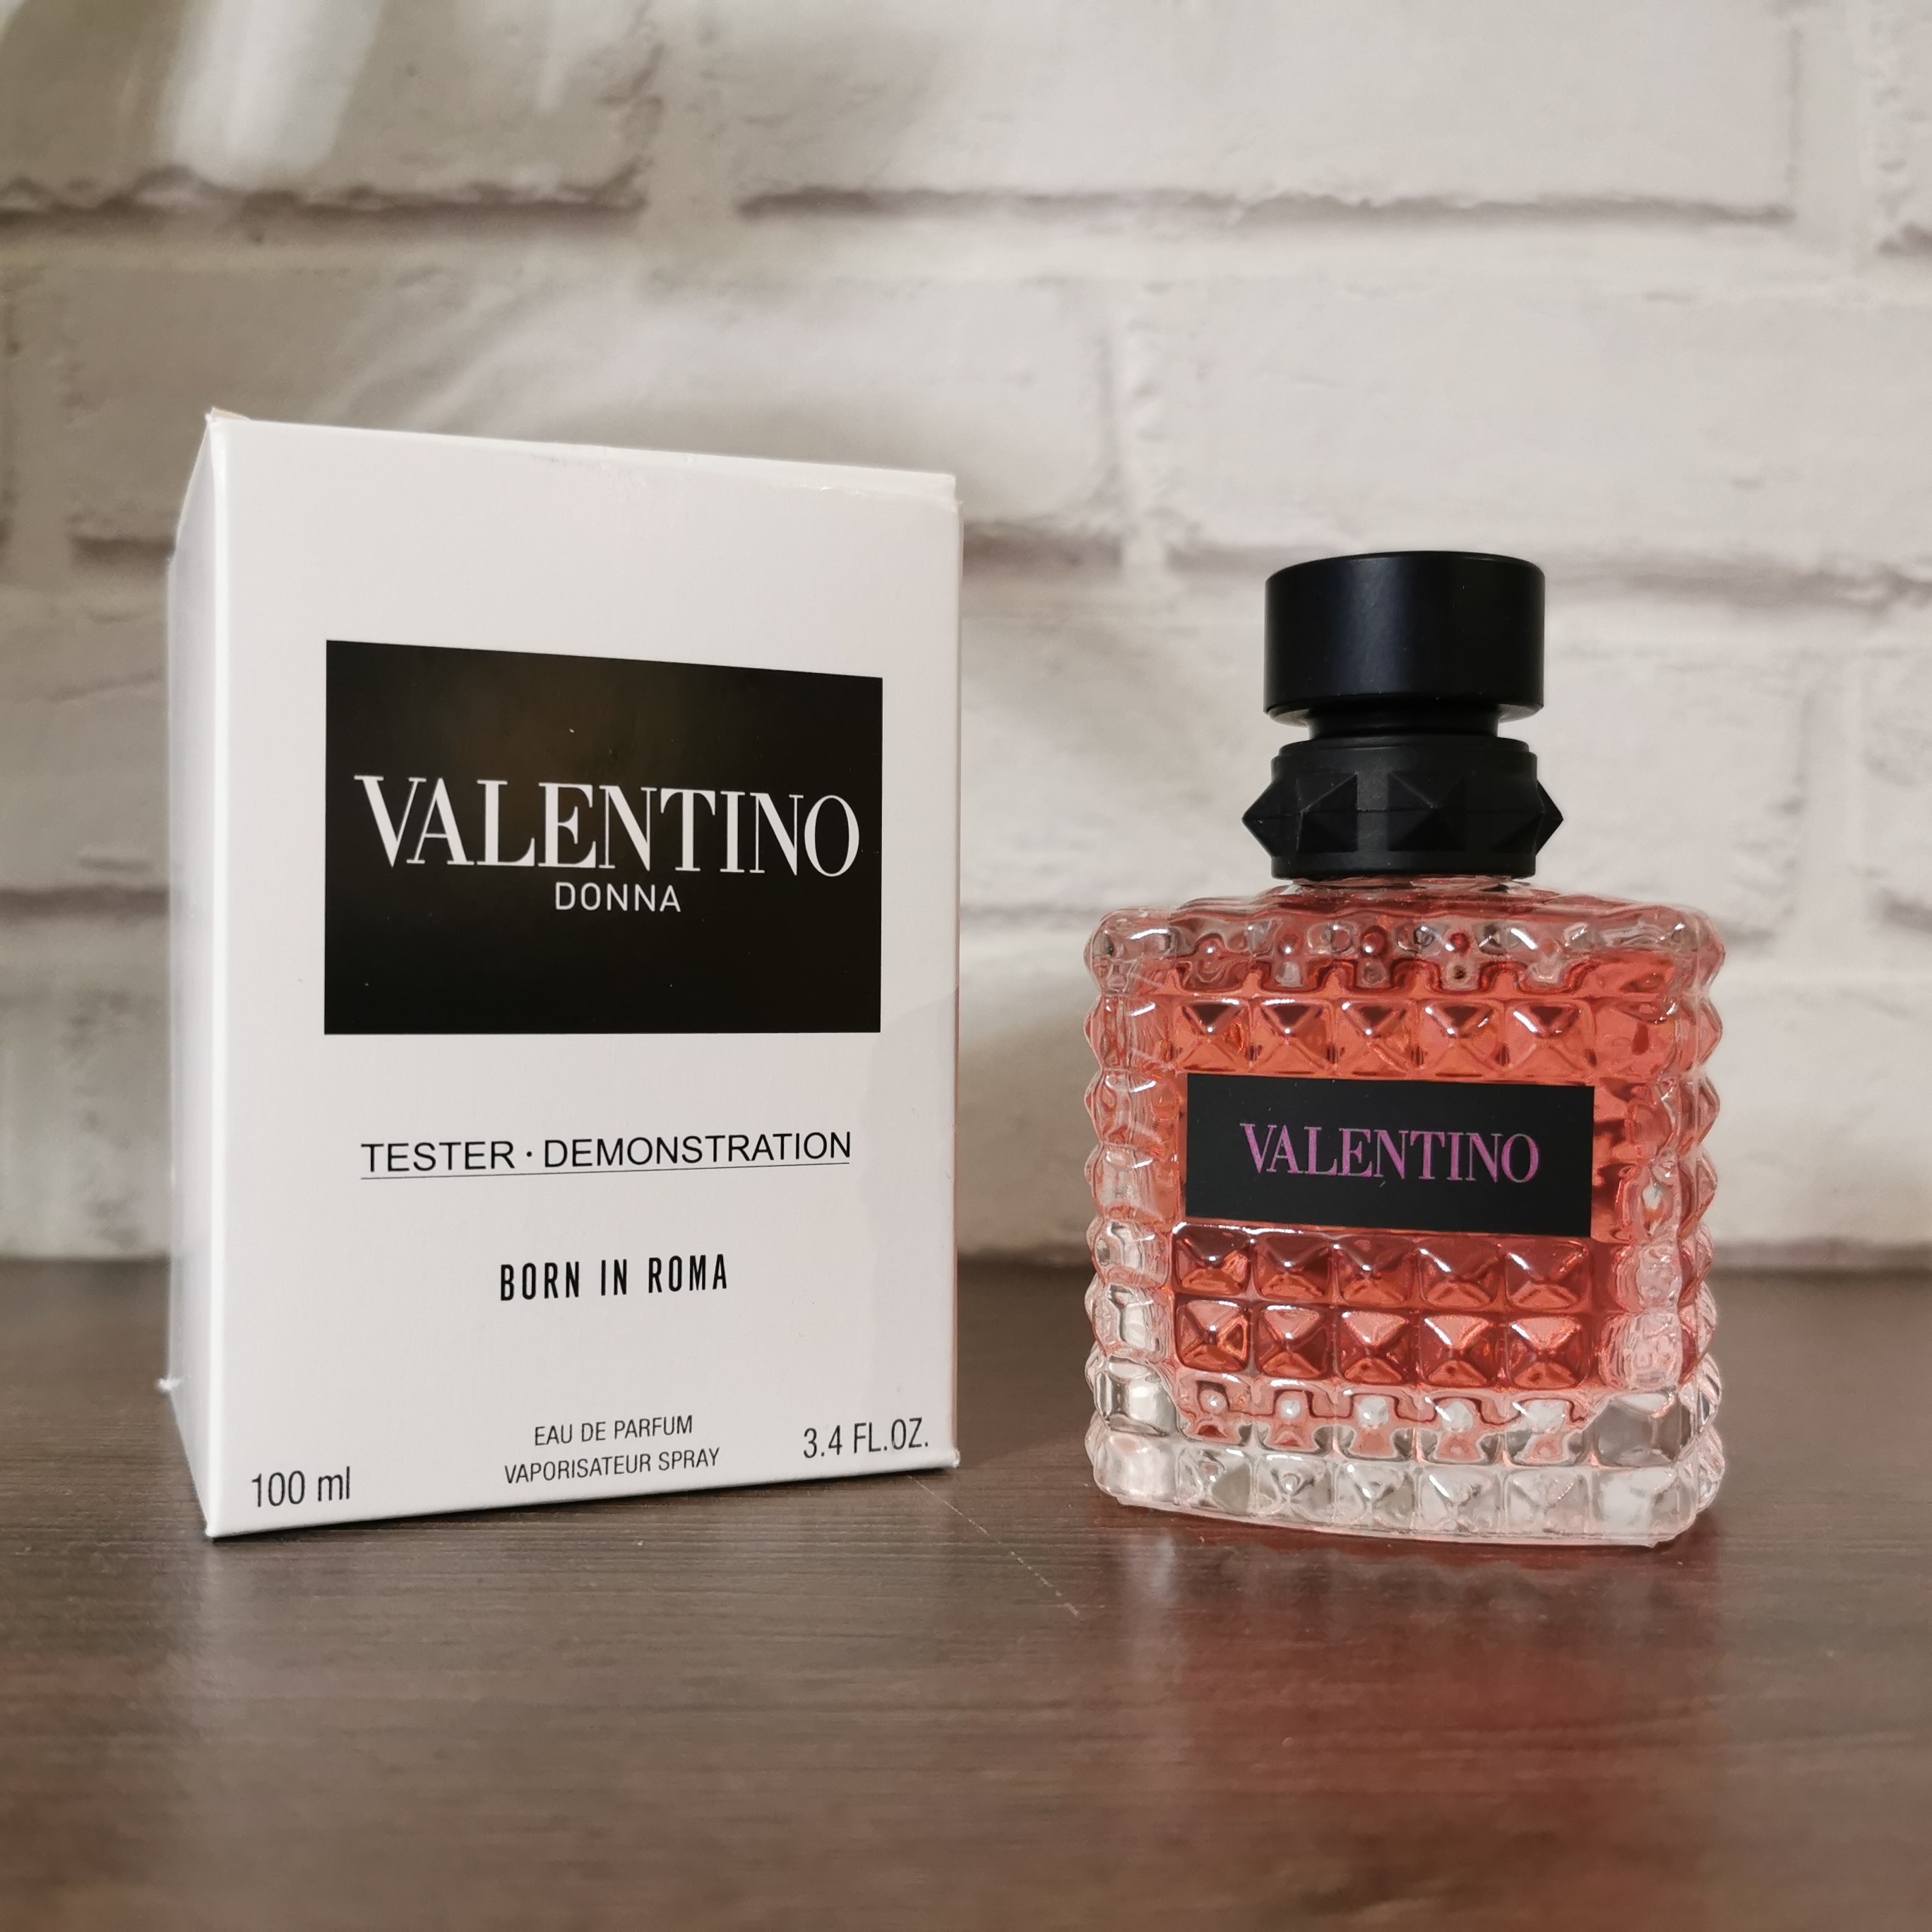 VALENTINO
DONNA
TESTER · DEMONSTRATION
BORN IN ROMA
EAU DE PARFUM
VAPORISATEUR SPRAY
100 ml
3.4 FL.OZ.
VALENTINO